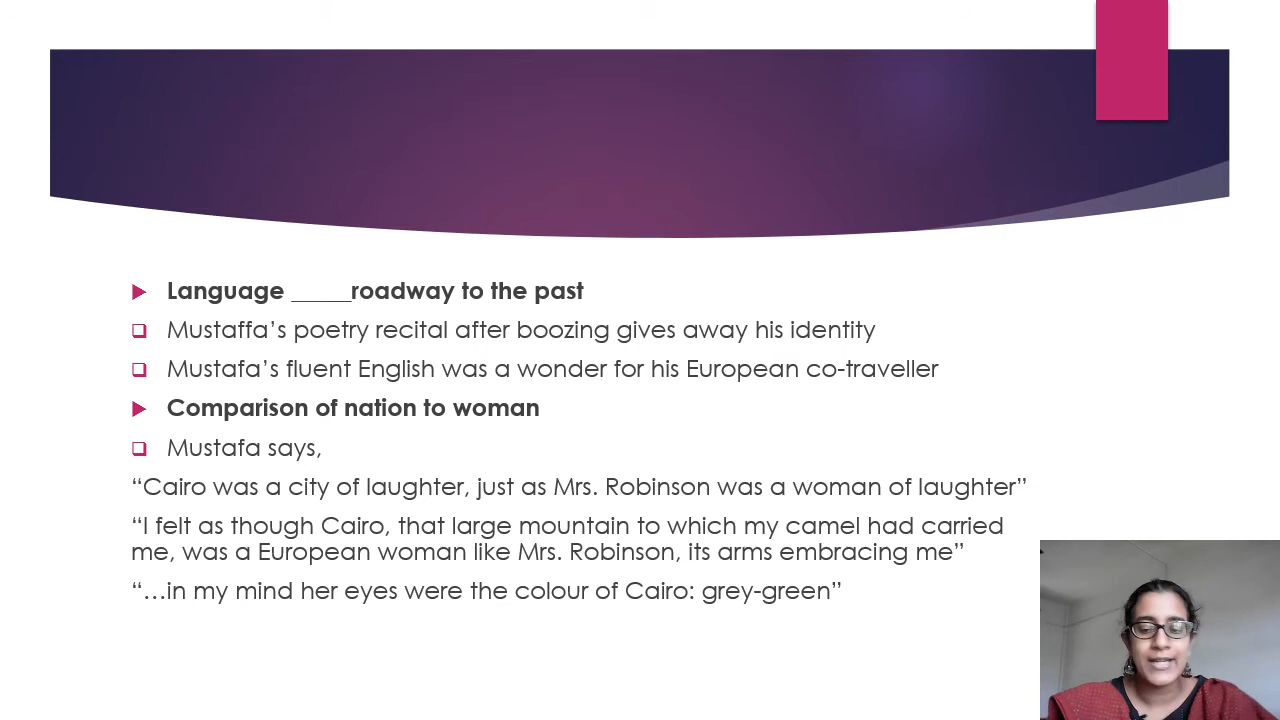 Language _____roadway to the past
Mustaffa’s poetry recital after boozing gives away his identity
Mustafa’s fluent English was a wonder for his European co-traveller
Comparison of nation to woman
Mustafa says,
“Cairo was a city of laughter, just as Mrs. Robinson was a woman of laughter”
“I felt as though Cairo, that large mountain to which my camel had carried
me, was a European woman like Mrs. Robinson, its arms embracing me”
“…in my mind her eyes were the colour of Cairo: grey-green”